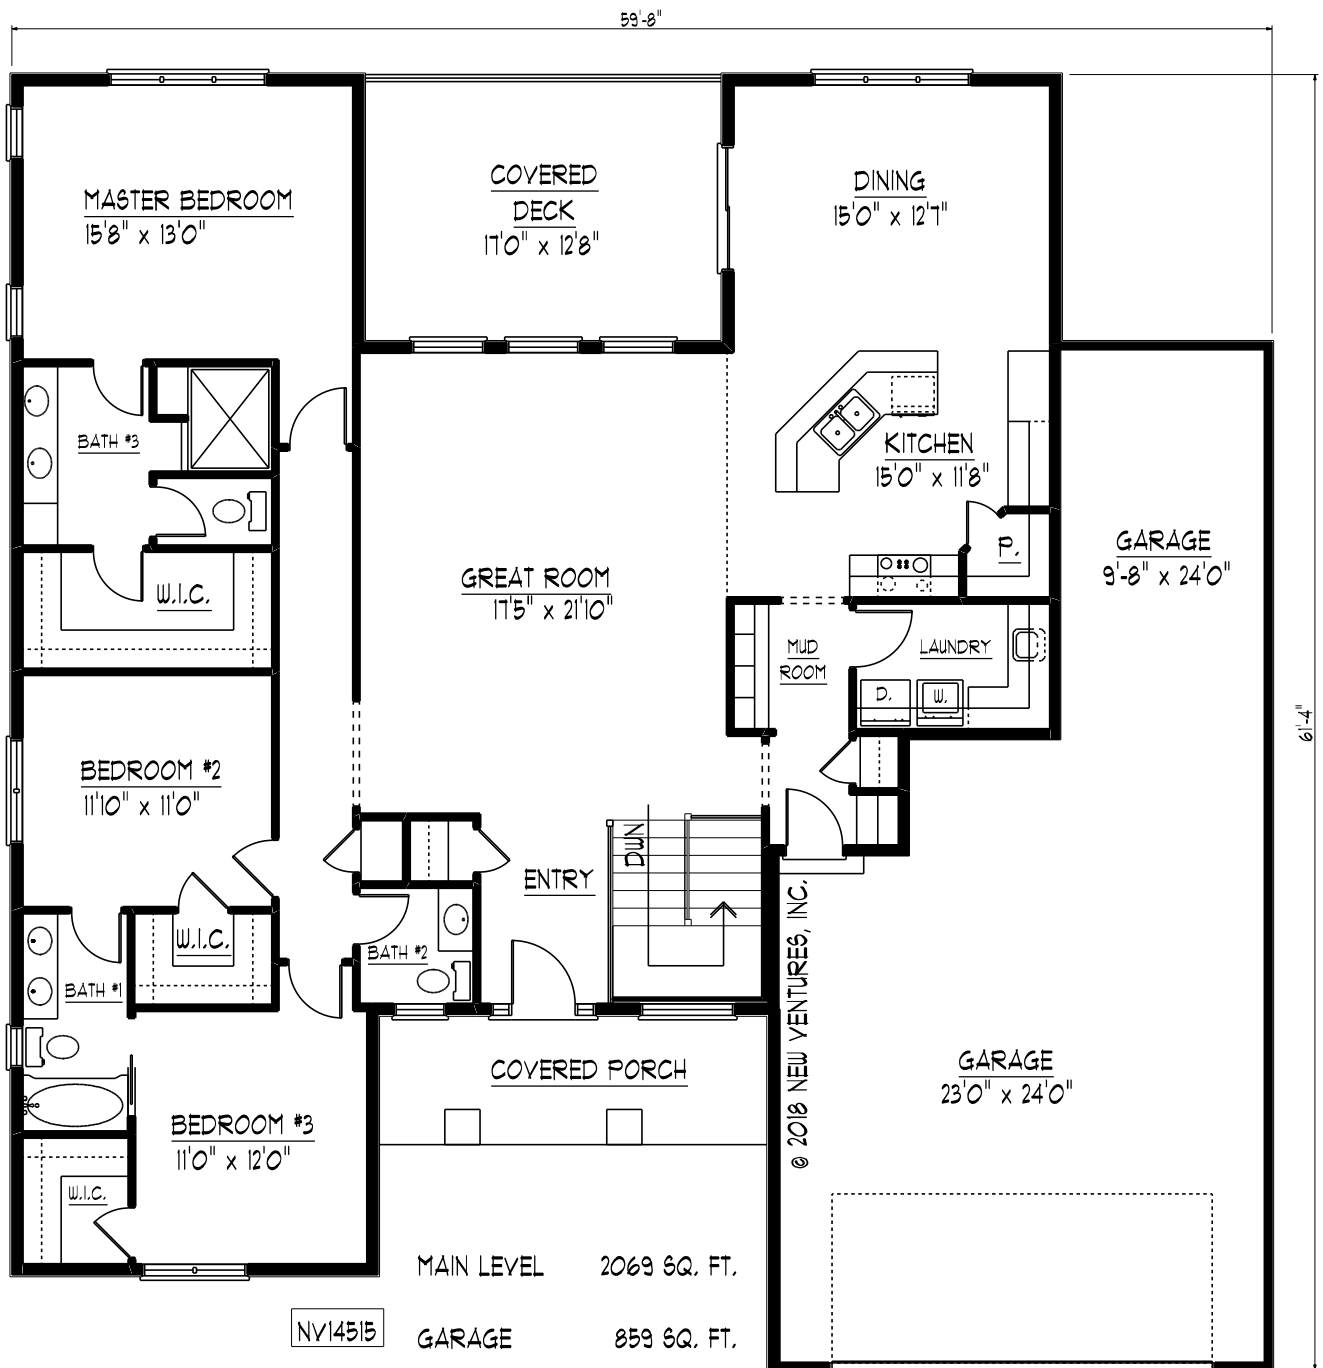 59'-8"
MASTER BEDROOM
15'8" x 13'0"
COVERED
DECK
17'0" x 12'8"
DINING
15'0" x 12'7"
BATH #3
KITCHEN
15'0" x 11'8"
P.
GARAGE
9'-8" x 24'0"
W.I.C.
GREAT ROOM
17'5" x 21'10"
MUD
ROOM
LAUNDRY
D.
W.
61'-4"
BEDROOM #2
11'10" x 11'0"
DWN
ENTRY
W.I.C.
BATH #2
BATH #1
© 2018 NEW VENTURES, INC.
COVERED PORCH
GARAGE
23'0" x 24'0"
BEDROOM #3
11'0" x 12'0"
W.I.C.
MAIN LEVEL 2069 SQ. FT.
NV14515
GARAGE 859 SQ. FT.